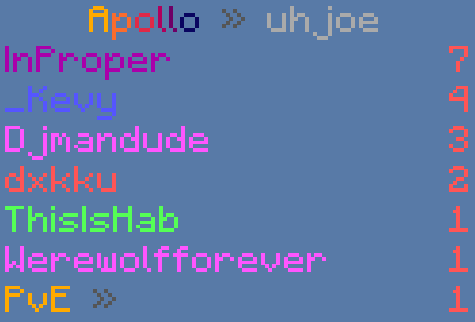 Apollo » uhjoe
InProper 7
_Kevy 4
Djmandude 3
dxkku 2
ThisIsHab 1
Werewolfforever 1
PvE » 1